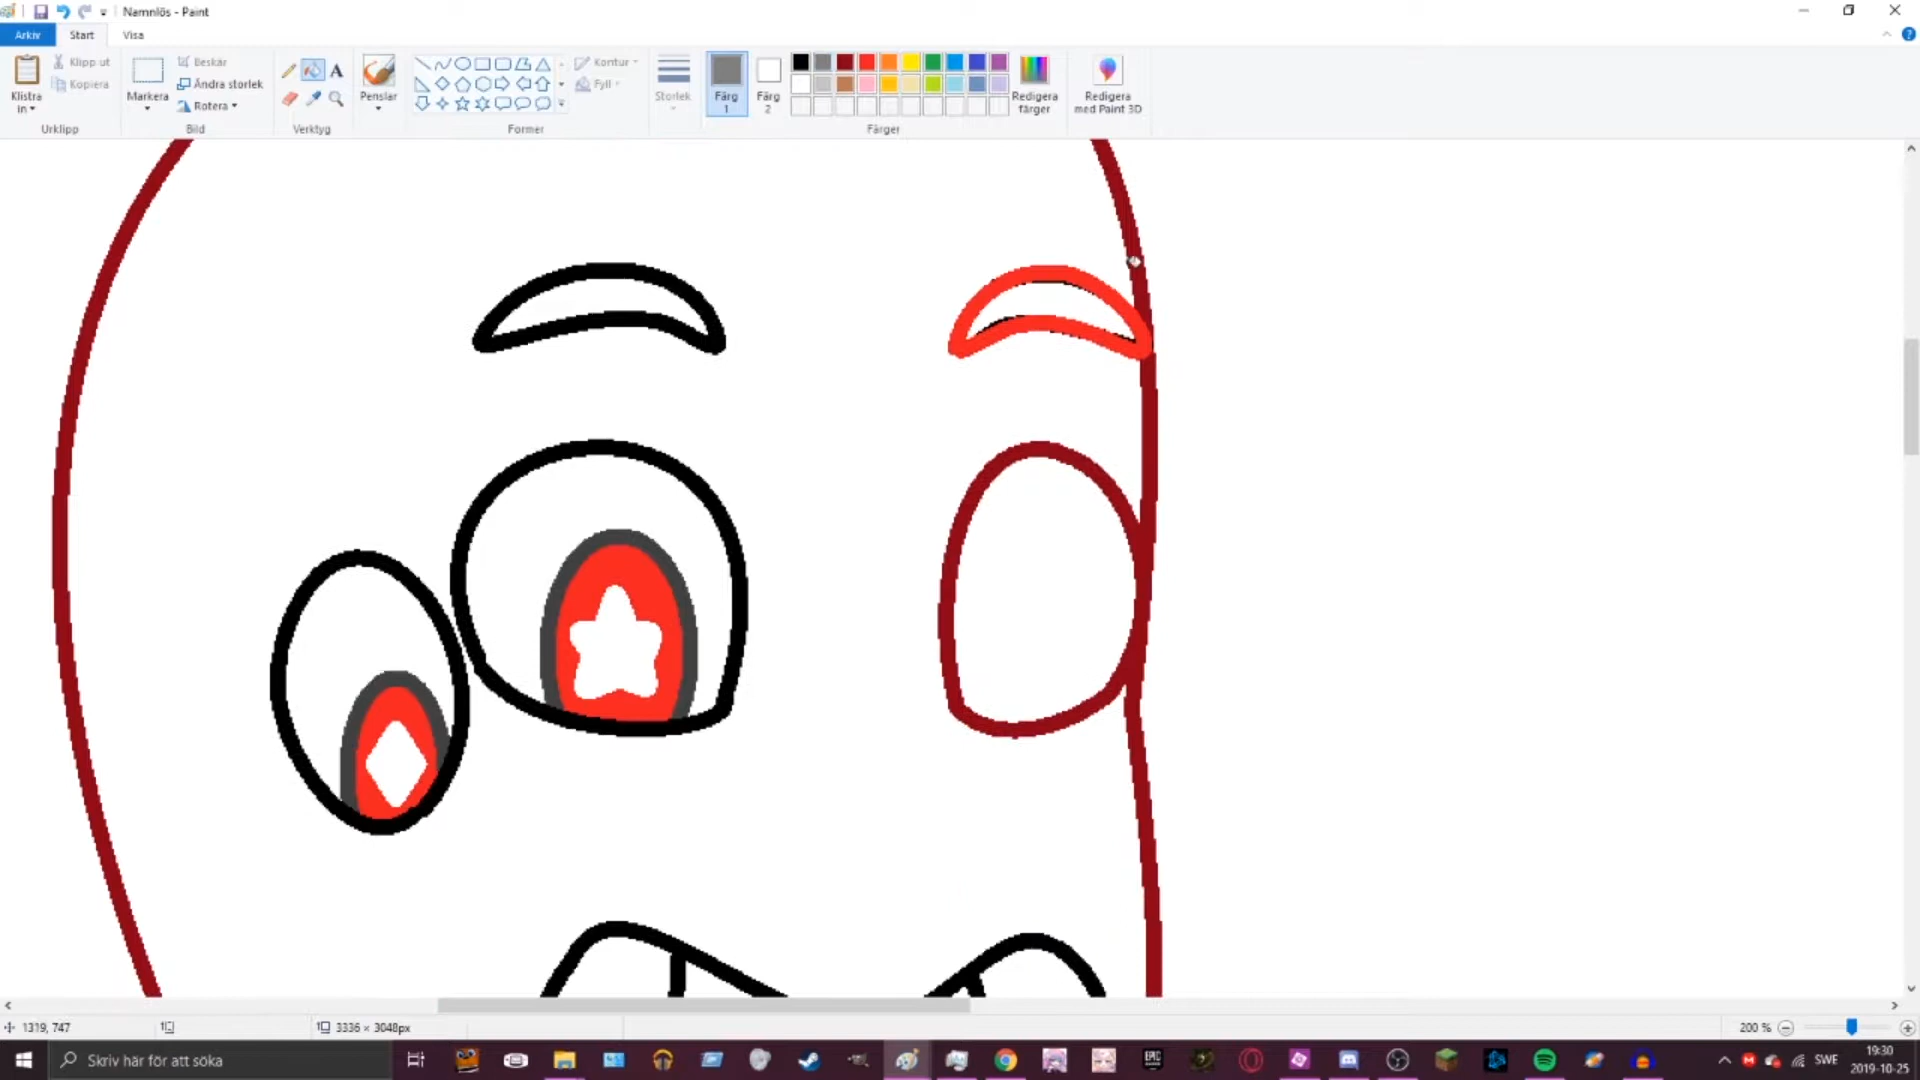 Namnlös - Paint
Arkiv Start Visa
Klistra in
Klipp ut
Kopiera
Urklipp
Markera
Beskär
Ändra storlek
Rotera
Bild
A
Verktyg
Penslar
Former
Kontur
Fyll
Storlek
Färg 1
Färg 2
Färger
Redigera färger
Redigera med Paint 3D
1319, 747
3336 × 3048px
200 %
Skriv här för att söka
EPIC
SWE
19:30
2019-10-25